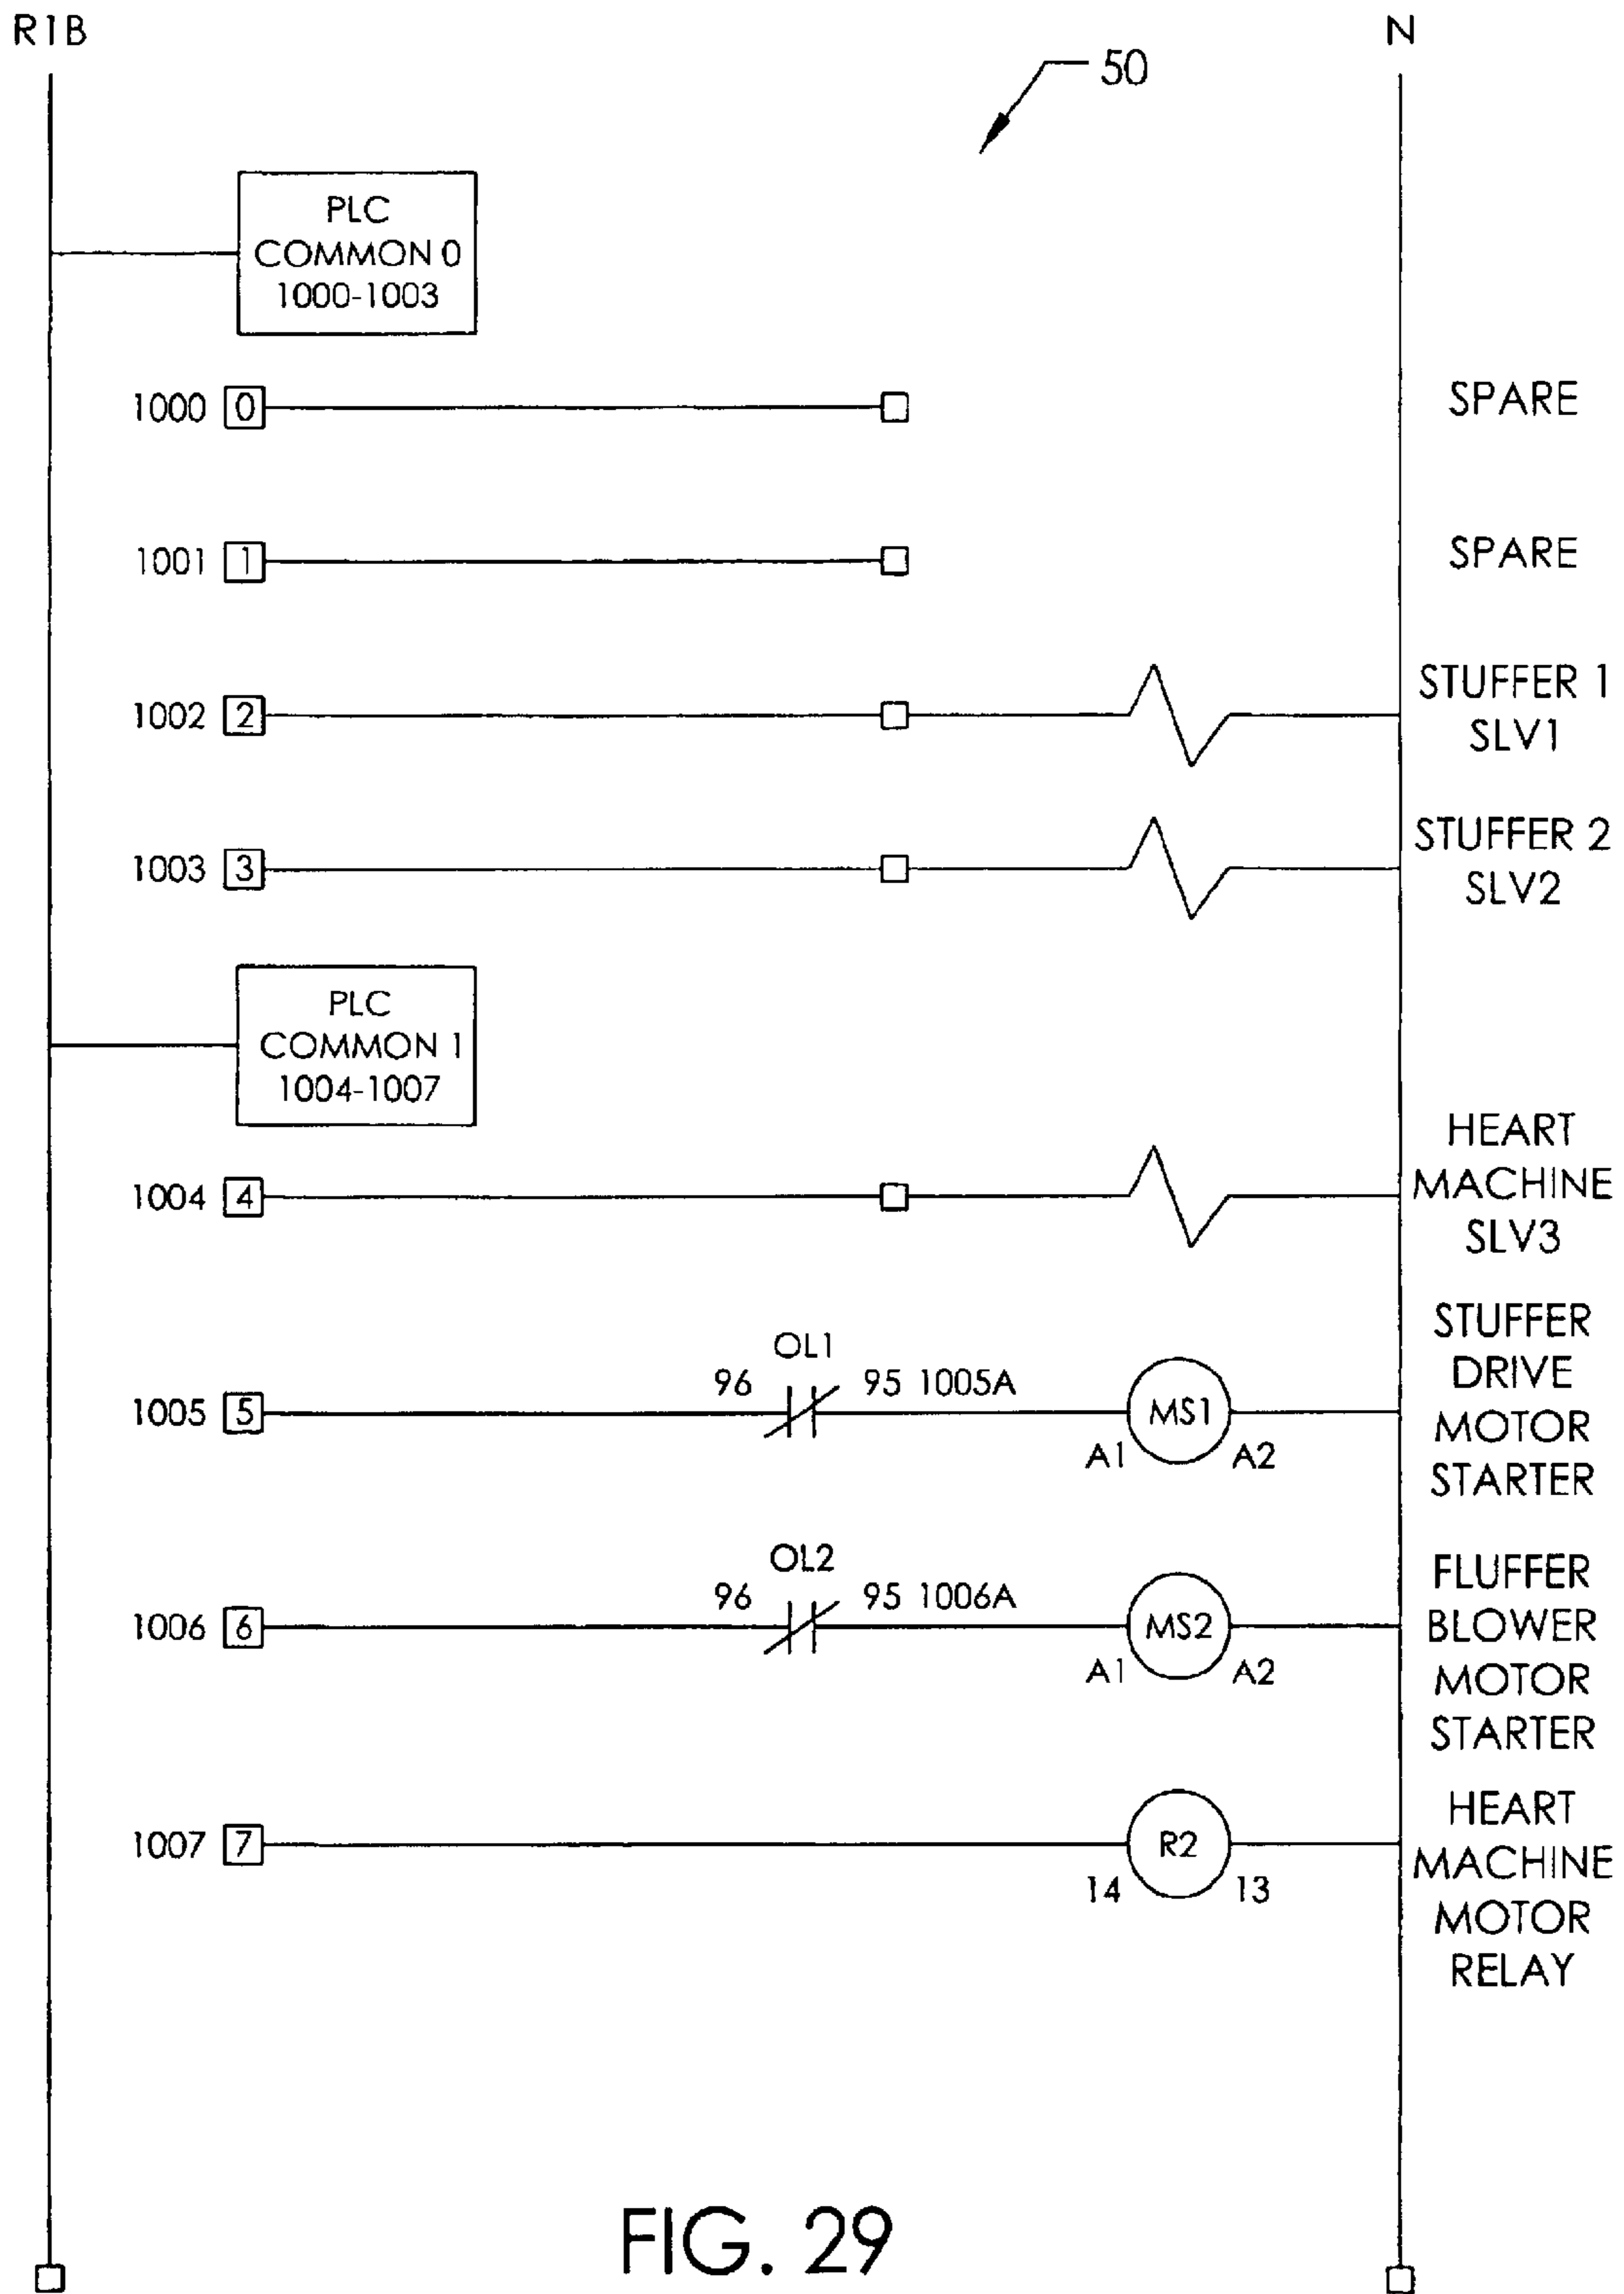 R1B
N
50
PLC
COMMON 0
1000-1003
1000 0
SPARE
1001 1
SPARE
1002 2
STUFFER 1
SLV1
1003 3
STUFFER 2
SLV2
PLC
COMMON 1
1004-1007
1004 4
HEART
MACHINE
SLV3
1005 5
OL1
96
95 1005A
MS1
A1
A2
STUFFER
DRIVE
MOTOR
STARTER
1006 6
OL2
96
95 1006A
MS2
A1
A2
FLUFFER
BLOWER
MOTOR
STARTER
1007 7
R2
14
13
HEART
MACHINE
MOTOR
RELAY
FIG. 29